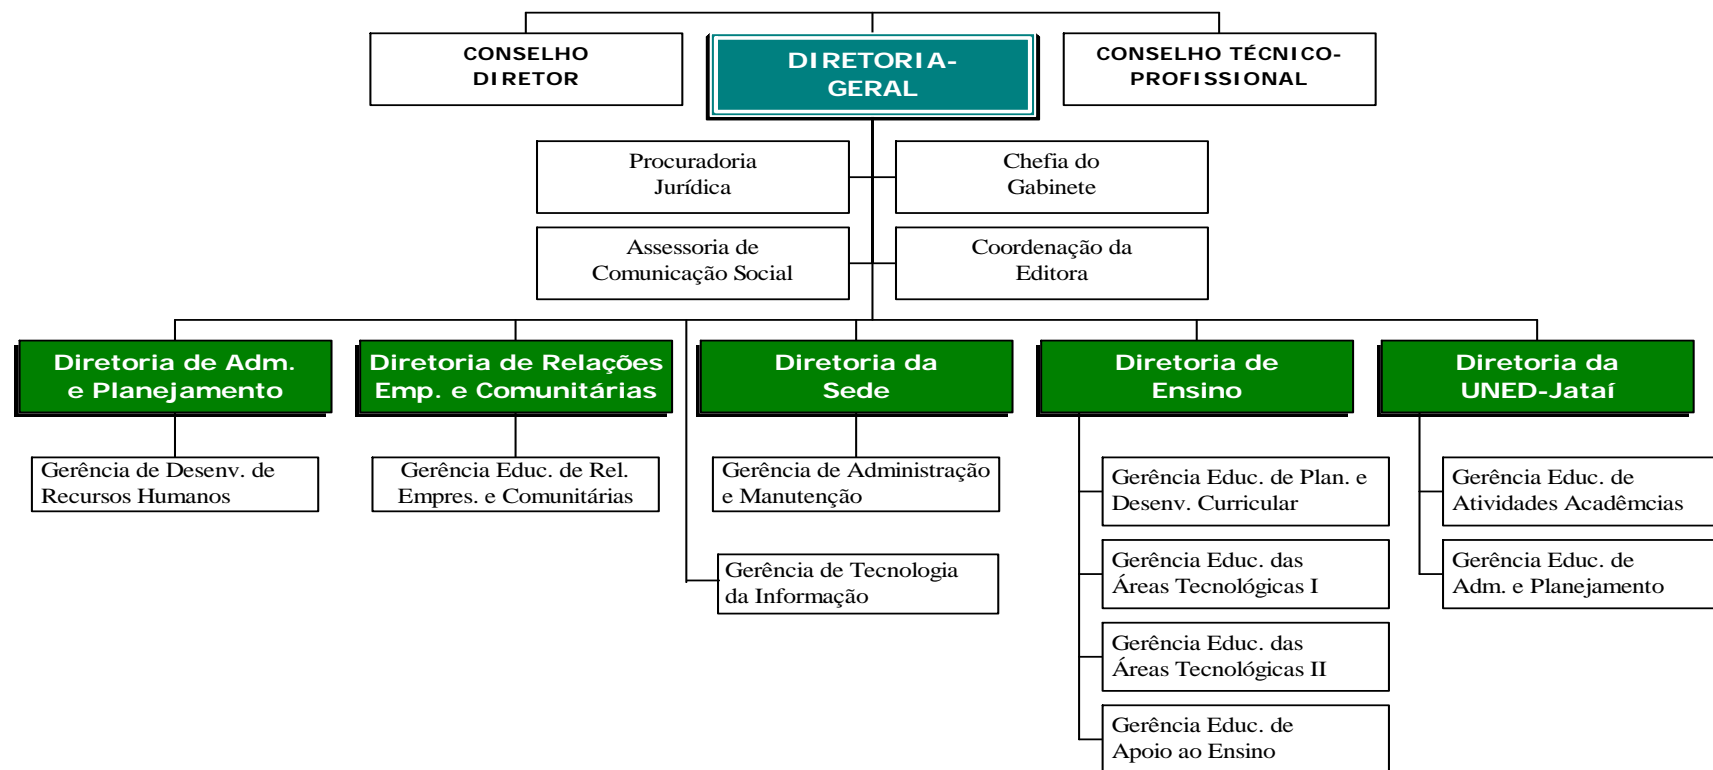 CONSELHO
DIRETOR
DIRETORIA-
GERAL
CONSELHO TÉCNICO-
PROFISSIONAL
Procuradoria
Jurídica
Chefia do
Gabinete
Assessoria de
Comunicação Social
Coordenação da
Editora
Diretoria de Adm.
e Planejamento
Diretoria de Relações
Emp. e Comunitárias
Diretoria da
Sede
Diretoria de
Ensino
Diretoria da
UNED-Jataí
Gerência de Desenv. de
Recursos Humanos
Gerência Educ. de Rel.
Empres. e Comunitárias
Gerência de Administração
e Manutenção
Gerência de Tecnologia
da Informação
Gerência Educ. de Plan. e
Desenv. Curricular
Gerência Educ. das
Áreas Tecnológicas I
Gerência Educ. das
Áreas Tecnológicas II
Gerência Educ. de
Apoio ao Ensino
Gerência Educ. de
Atividades Acadêmcias
Gerência Educ. de
Adm. e Planejamento